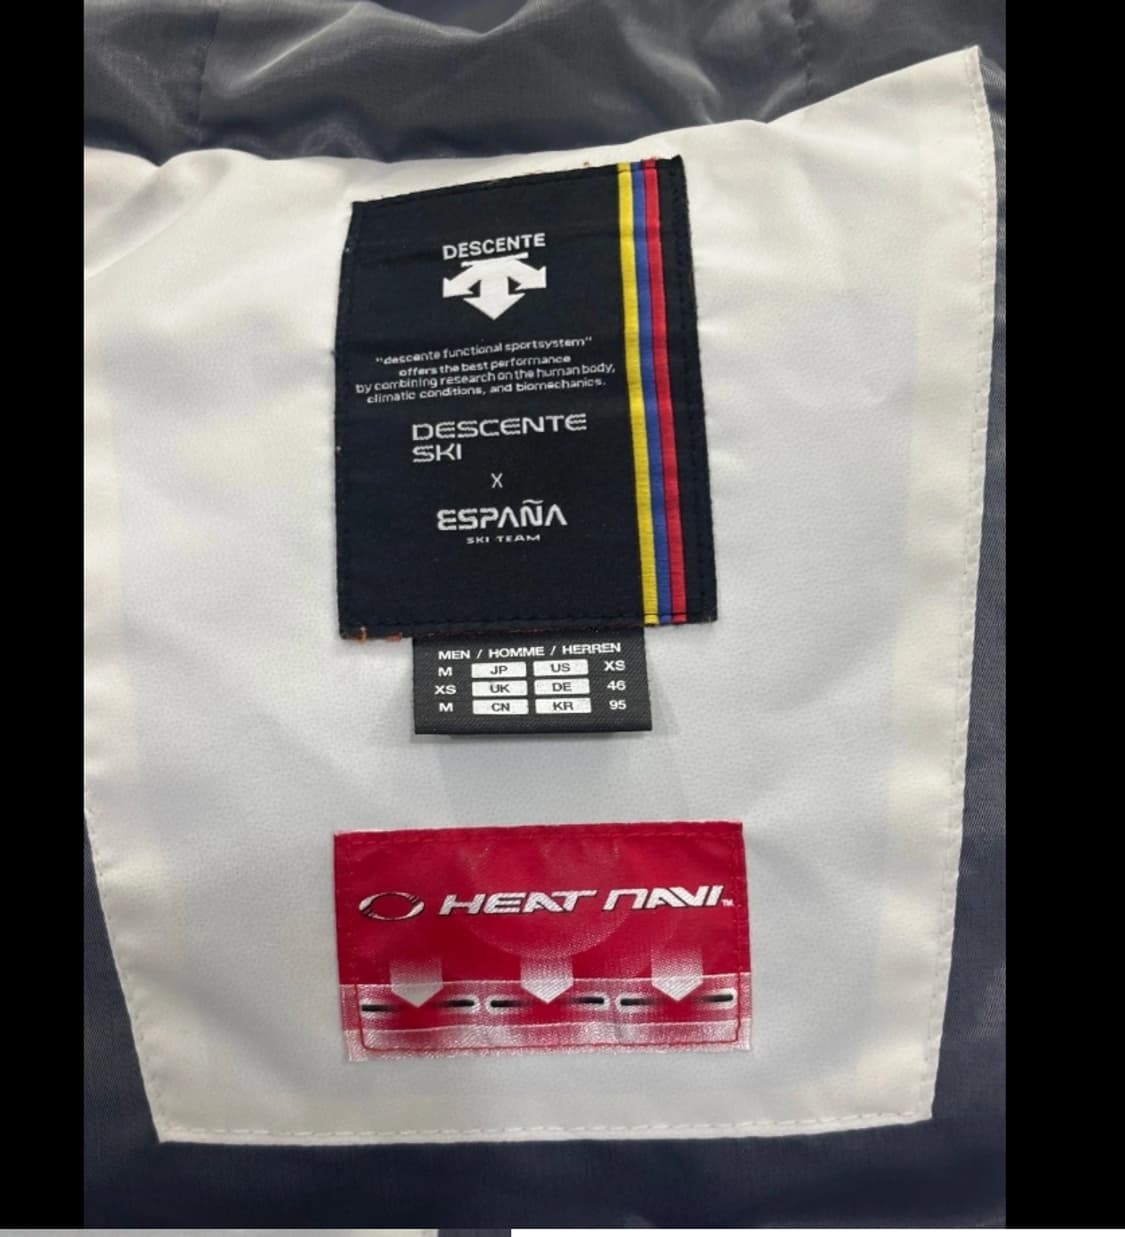 DESCENTE
"descente functional sportsystem"
offers the best performance
by combining research on the human body,
climatic conditions, and biomechanics.
DESCENTE
SKI
X
ESPAÑA
SKI TEAM
MEN / HOMME / HERREN
M JP US XS
XS UK DE 46
M CN KR 95
HEAT NAVI™